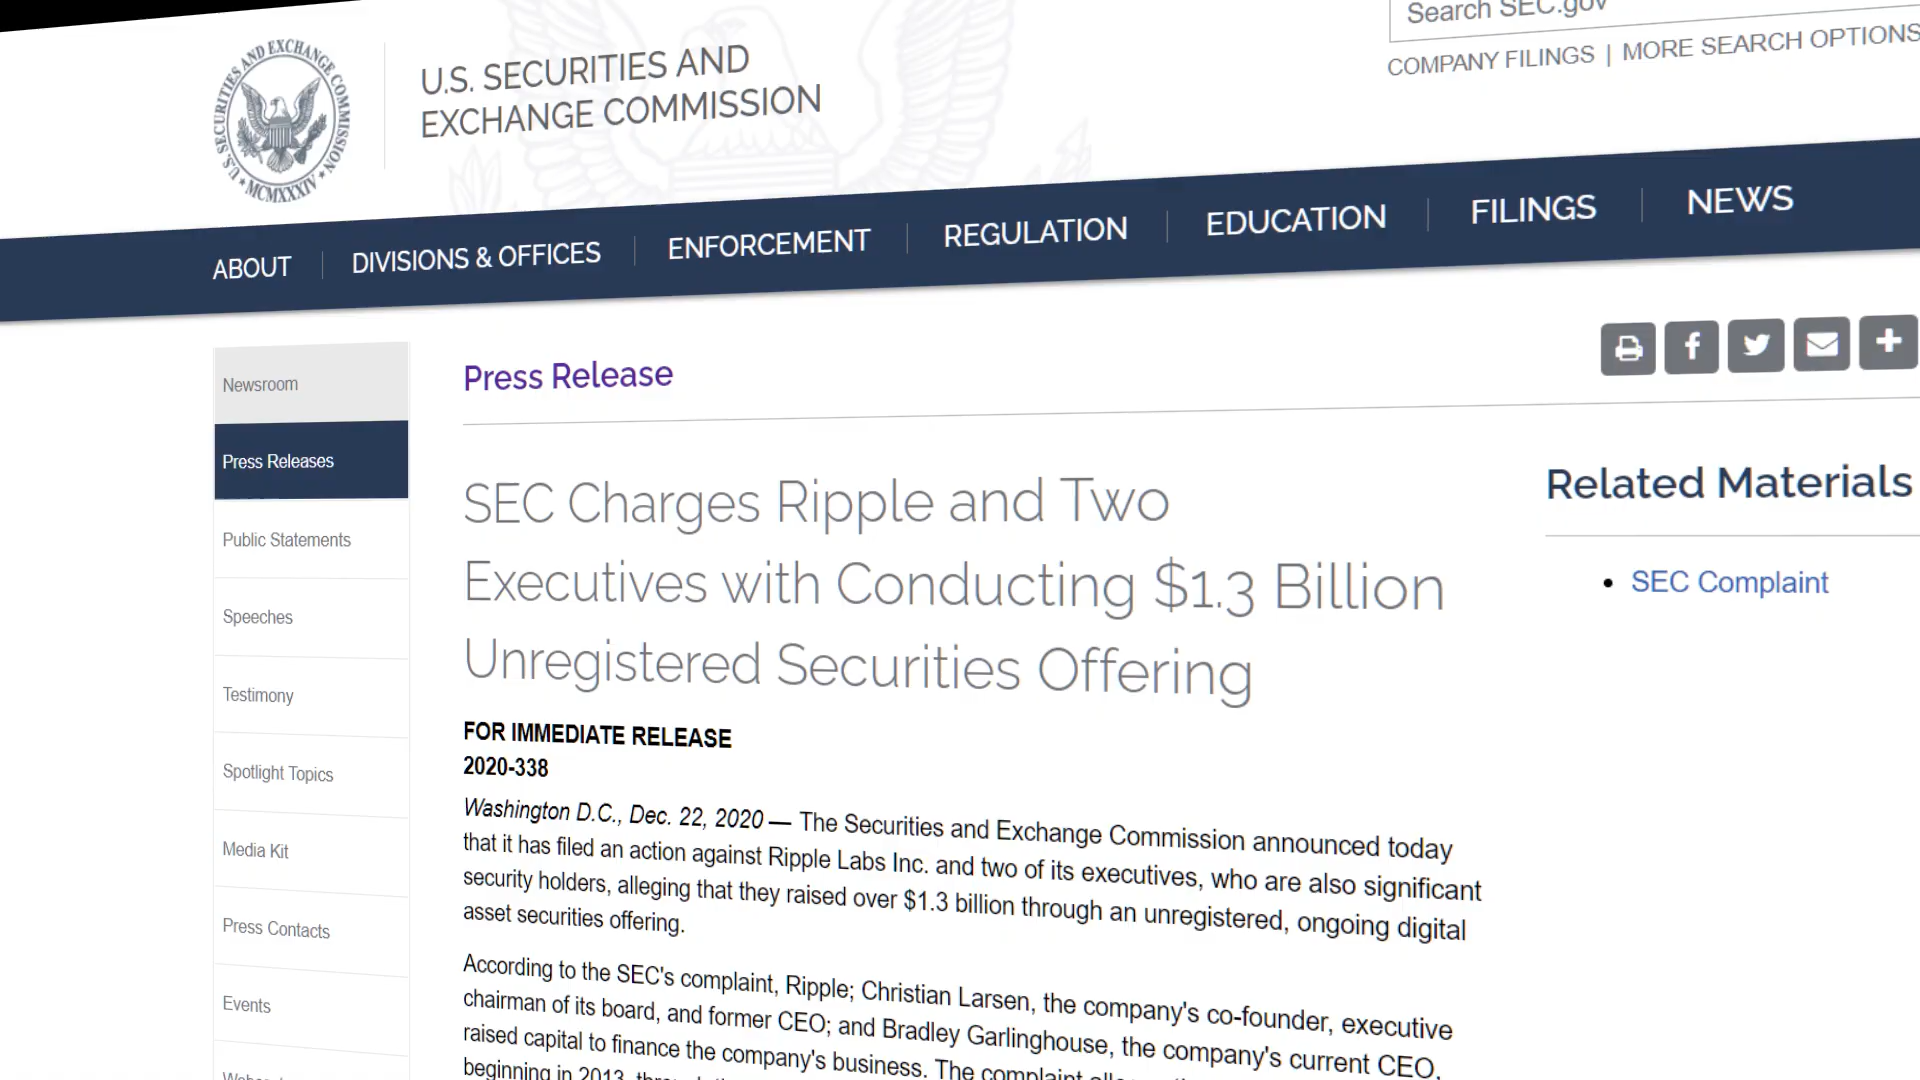 Search SEC.gov
COMPANY FILINGS | MORE SEARCH OPTIONS
U.S. SECURITIES AND EXCHANGE COMMISSION
MCMXXXIV
U.S. SECURITIES AND
EXCHANGE COMMISSION
ABOUT
DIVISIONS & OFFICES
ENFORCEMENT
REGULATION
EDUCATION
FILINGS
NEWS
Newsroom
Press Releases
Public Statements
Speeches
Testimony
Spotlight Topics
Media Kit
Press Contacts
Events
Press Release
SEC Charges Ripple and Two
Executives with Conducting $1.3 Billion
Unregistered Securities Offering
FOR IMMEDIATE RELEASE
2020-338
Washington D.C., Dec. 22, 2020 — The Securities and Exchange Commission announced today
that it has filed an action against Ripple Labs Inc. and two of its executives, who are also significant
security holders, alleging that they raised over $1.3 billion through an unregistered, ongoing digital
asset securities offering.
According to the SEC's complaint, Ripple; Christian Larsen, the company's co-founder, executive
chairman of its board, and former CEO; and Bradley Garlinghouse, the company's current CEO,
raised capital to finance the company's business. The complaint
beginning in 2013,
Related Materials
• SEC Complaint